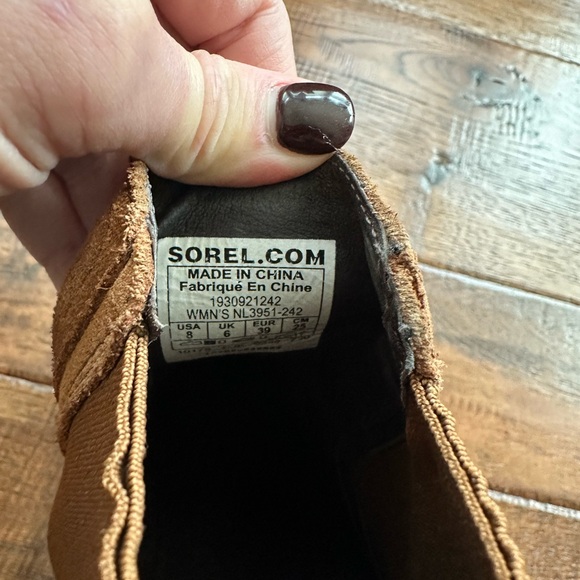 SOREL.COM
MADE IN CHINA
Fabriqué En Chine
1930921242
WMN'S NL3951-242
USA UK EUR CM
8 6 39 25